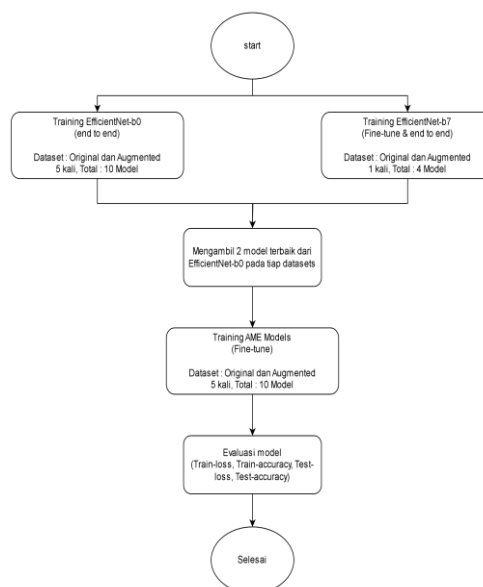 start
Training EfficientNet-b0
(end to end)
Dataset : Original dan Augmented
5 kali, Total : 10 Model
Training EfficientNet-b7
(Fine-tune & end to end)
Dataset : Original dan Augmented
1 kali, Total : 4 Model
Mengambil 2 model terbaik dari
EfficientNet-b0 pada tiap datasets
Training AME Models
(Fine-tune)
Dataset : Original dan Augmented
5 kali, Total : 10 Model
Evaluasi model
(Train-loss, Train-accuracy, Test-
loss, Test-accuracy)
Selesai